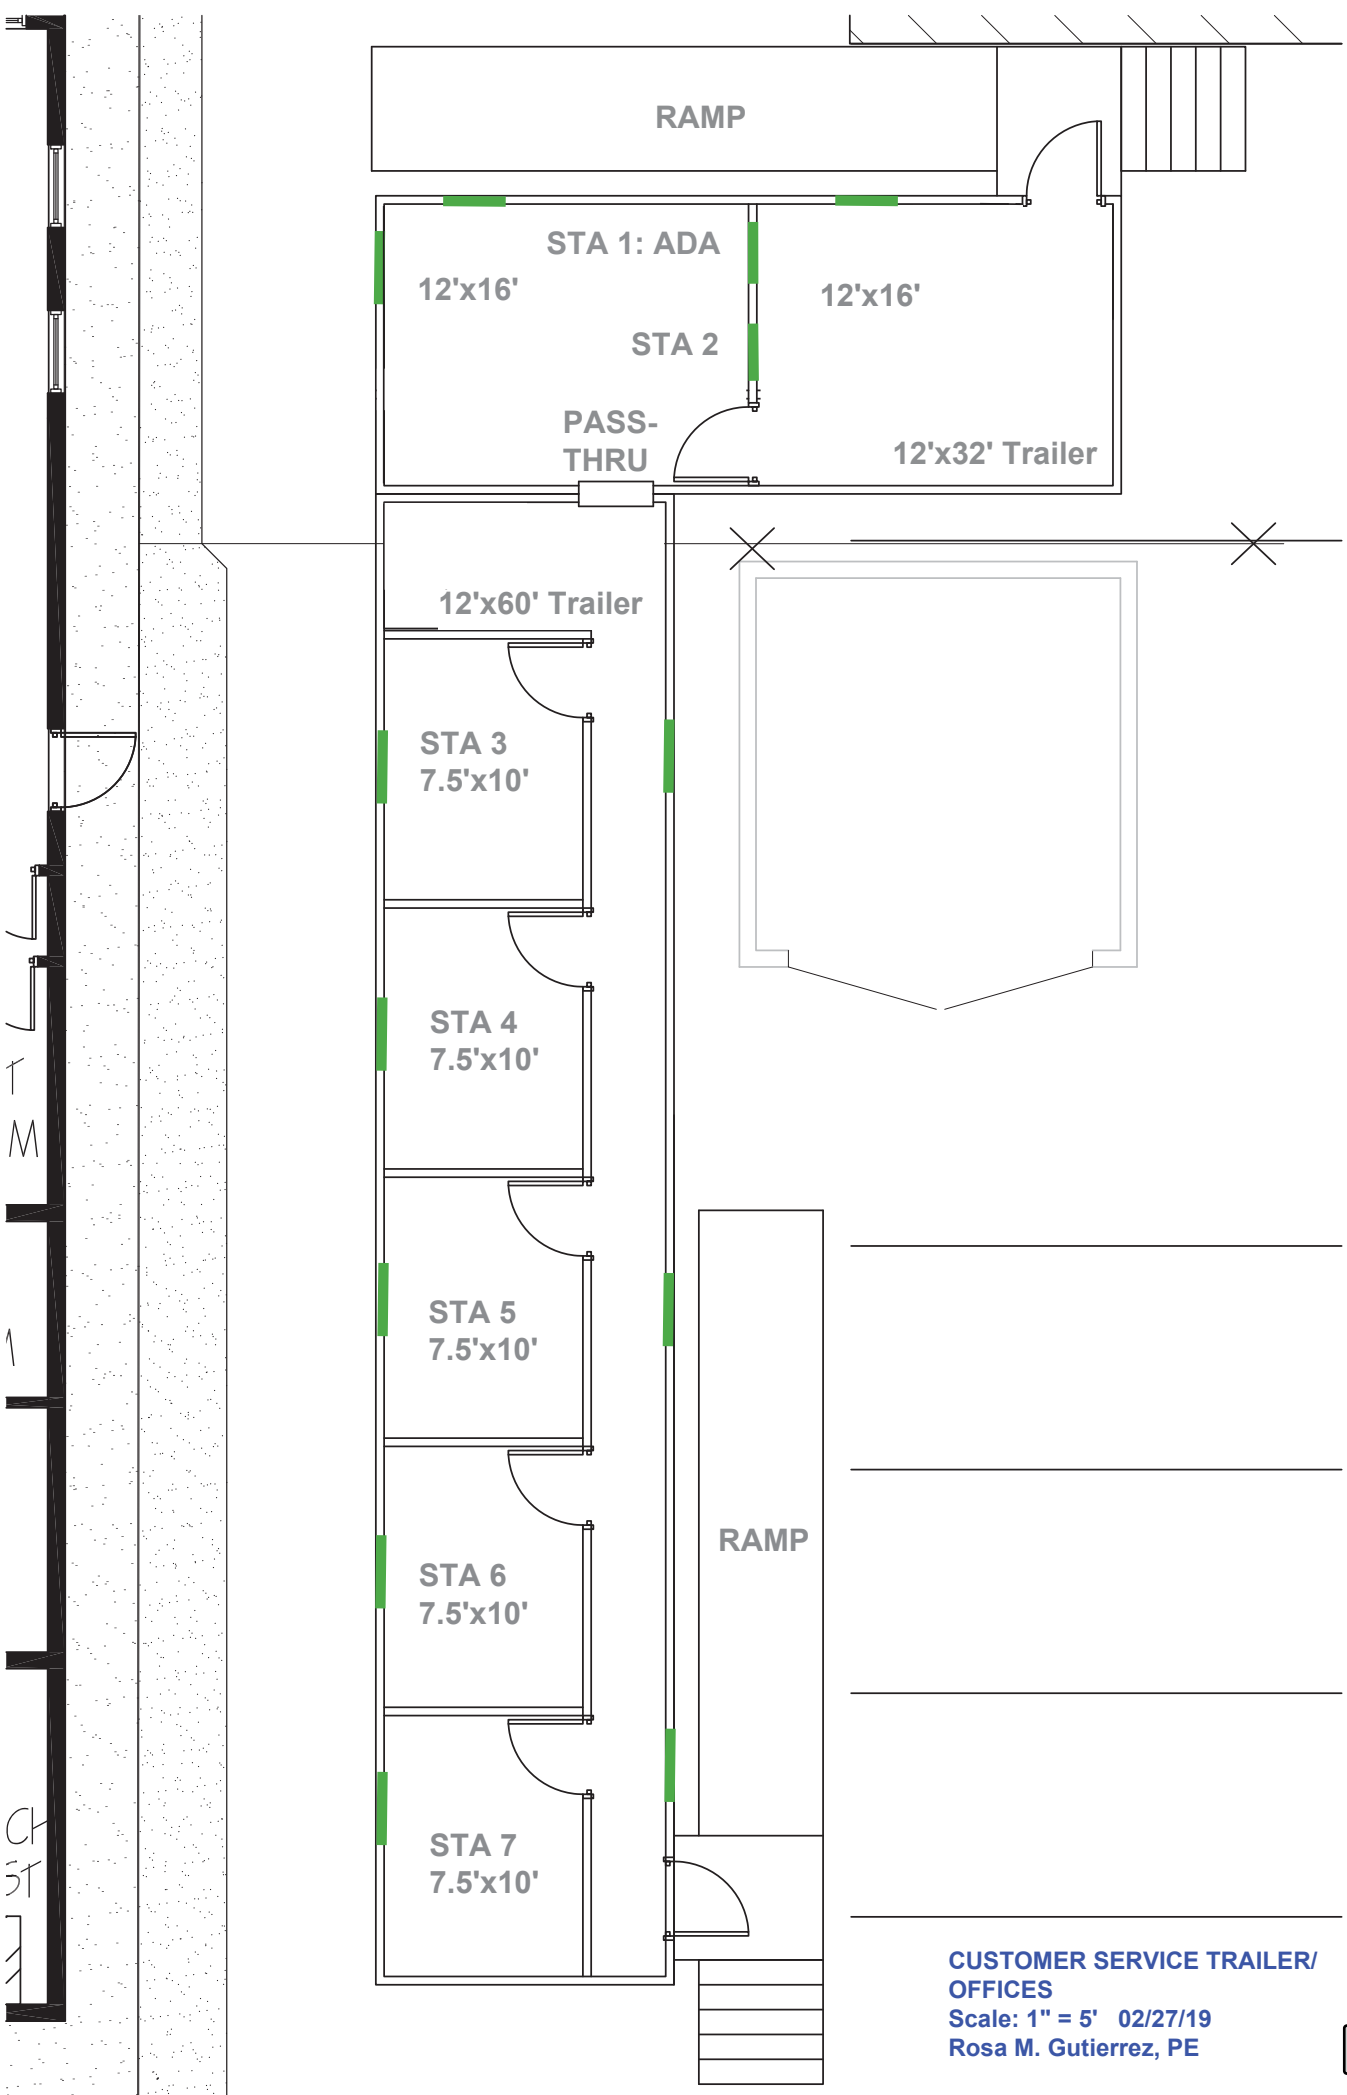 RAMP
STA 1: ADA
12'x16'
12'x16'
STA 2
PASS-
THRU
12'x32' Trailer
12'x60' Trailer
STA 3
7.5'x10'
STA 4
7.5'x10'
T
M
STA 5
7.5'x10'
RAMP
STA 6
7.5'x10'
STA 7
7.5'x10'
CH
ST
CUSTOMER SERVICE TRAILER/
OFFICES
Scale: 1" = 5' 02/27/19
Rosa M. Gutierrez, PE